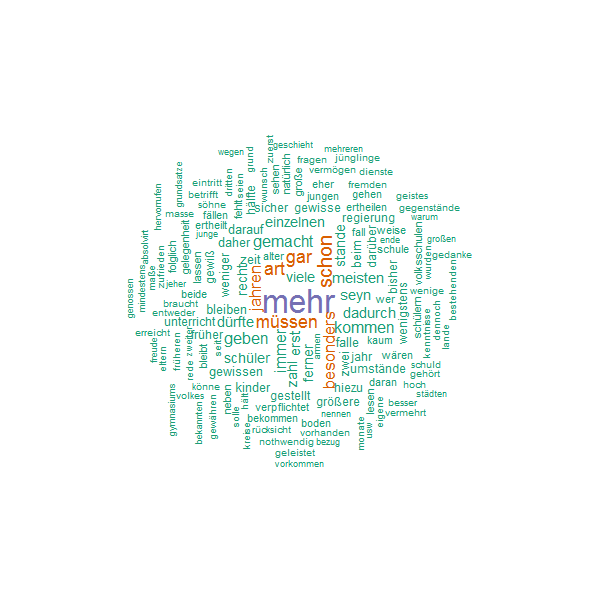 geschieht
wegen
mehreren
zuerst
grund
fragen
jünglinge
vermögen
dienste
sehen
natürlich
große
wunsch
seien
fehlt
dritten
eintritt
betrifft
grundsatze
söhne
hälfte
eher
fremden
jungen
gehen
geistes
hervorrufen
masse
fällen
sicher
gewisse
ertheilen
gegenstände
ertheilt
darauf
einzelnen
regierung
warum
absolvirt
gelegenheit
daher
gemacht
schon
stande
fall
weise
ende
großen
volksschulen
gewiß
folglich
zufrieden
maße
mindestens
genossen
lassen
weniger
recht
zeit
alter
gar
art
viele
beim
darüber
schule
wurden
gedanke
bestehenden
jeher
junge
jahren
meisten
bisher
beide
mehr
seyn
wer
wenige
braucht
entweder
bleiben
dadurch
wenigstens
schülern
dennoch
kenntnisse
lande
unterricht
dürfte
müssen
besonders
kommen
erreicht
früher
geben
immer
erst
zahl
ferner
armen
falle
kaum
freude
eltern
früheren
rede
zweiter
bleibt
seit
schüler
zwei
jahr
wären
schuld
gehört
gewissen
umstände
könne
kinder
hiezu
daran
hoch
städten
gymnasiums
volkes
neben
hält
gestellt
größere
lesen
besser
bekannten
gewähren
solle
verpflichtet
nennen
eigene
vermehrt
kreise
bekommen
boden
rücksicht
vorhanden
monate
usw
nothwendig
bezug
geleistet
vorkommen